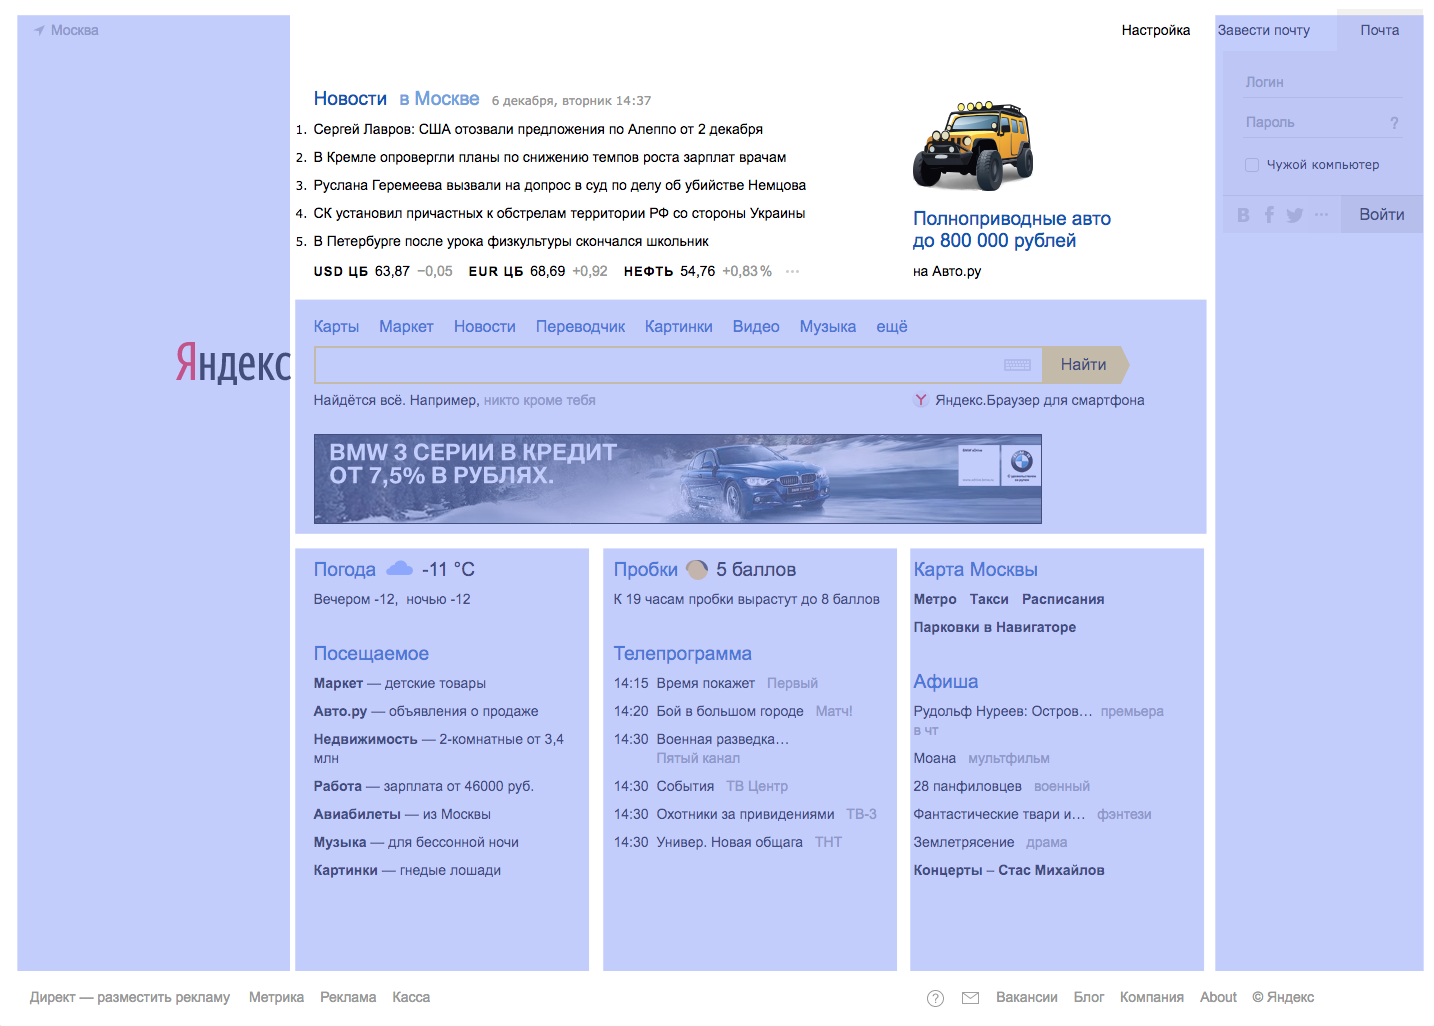 Москва
Настройка
Завести почту
Почта
Логин
Пароль ?
Чужой компьютер
Войти
Новости в Москве 6 декабря, вторник 14:37
1. Сергей Лавров: США отозвали предложения по Алеппо от 2 декабря
2. В Кремле опровергли планы по снижению темпов роста зарплат врачам
3. Руслана Геремеева вызвали на допрос в суд по делу об убийстве Немцова
4. СК установил причастных к обстрелам территории РФ со стороны Украины
5. В Петербурге после урока физкультуры скончался школьник
USD ЦБ 63,87 −0,05 EUR ЦБ 68,69 +0,92 НЕФТЬ 54,76 +0,83 % ...
Полноприводные авто
до 800 000 рублей
на Авто.ру
Карты Маркет Новости Переводчик Картинки Видео Музыка ещё
Яндекс
Найти
Найдётся всё. Например, никто кроме тебя
Яндекс.Браузер для смартфона
BMW 3 СЕРИИ В КРЕДИТ
ОТ 7,5% В РУБЛЯХ.
Погода -11 °C
Вечером -12, ночью -12
Посещаемое
Маркет — детские товары
Авто.ру — объявления о продаже
Недвижимость — 2-комнатные от 3,4
млн
Работа — зарплата от 46000 руб.
Авиабилеты — из Москвы
Музыка — для бессонной ночи
Картинки — гнедые лошади
Пробки 5 баллов
К 19 часам пробки вырастут до 8 баллов
Телепрограмма
14:15 Время покажет Первый
14:20 Бой в большом городе Матч!
14:30 Военная разведка…
Пятый канал
14:30 События ТВ Центр
14:30 Охотники за привидениями ТВ-3
14:30 Универ. Новая общага ТНТ
Карта Москвы
Метро Такси Расписания
Парковки в Навигаторе
Афиша
Рудольф Нуреев: Остров… премьера
в чт
Моана мультфильм
28 панфиловцев военный
Фантастические твари и… фэнтези
Землетрясение драма
Концерты – Стас Михайлов
Директ — разместить рекламу Метрика Реклама Касса
? Вакансии Блог Компания About © Яндекс